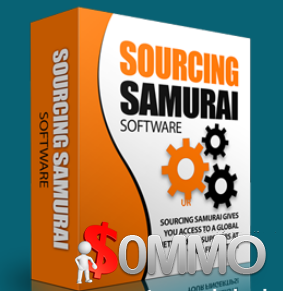 SOURCING
SAMURAI
SOFTWARE
SOURCING SAMURAI
SOFTWARE
SOURCING SAMURAI GIVES
YOU ACCESS TO A GLOBAL
$OMMO